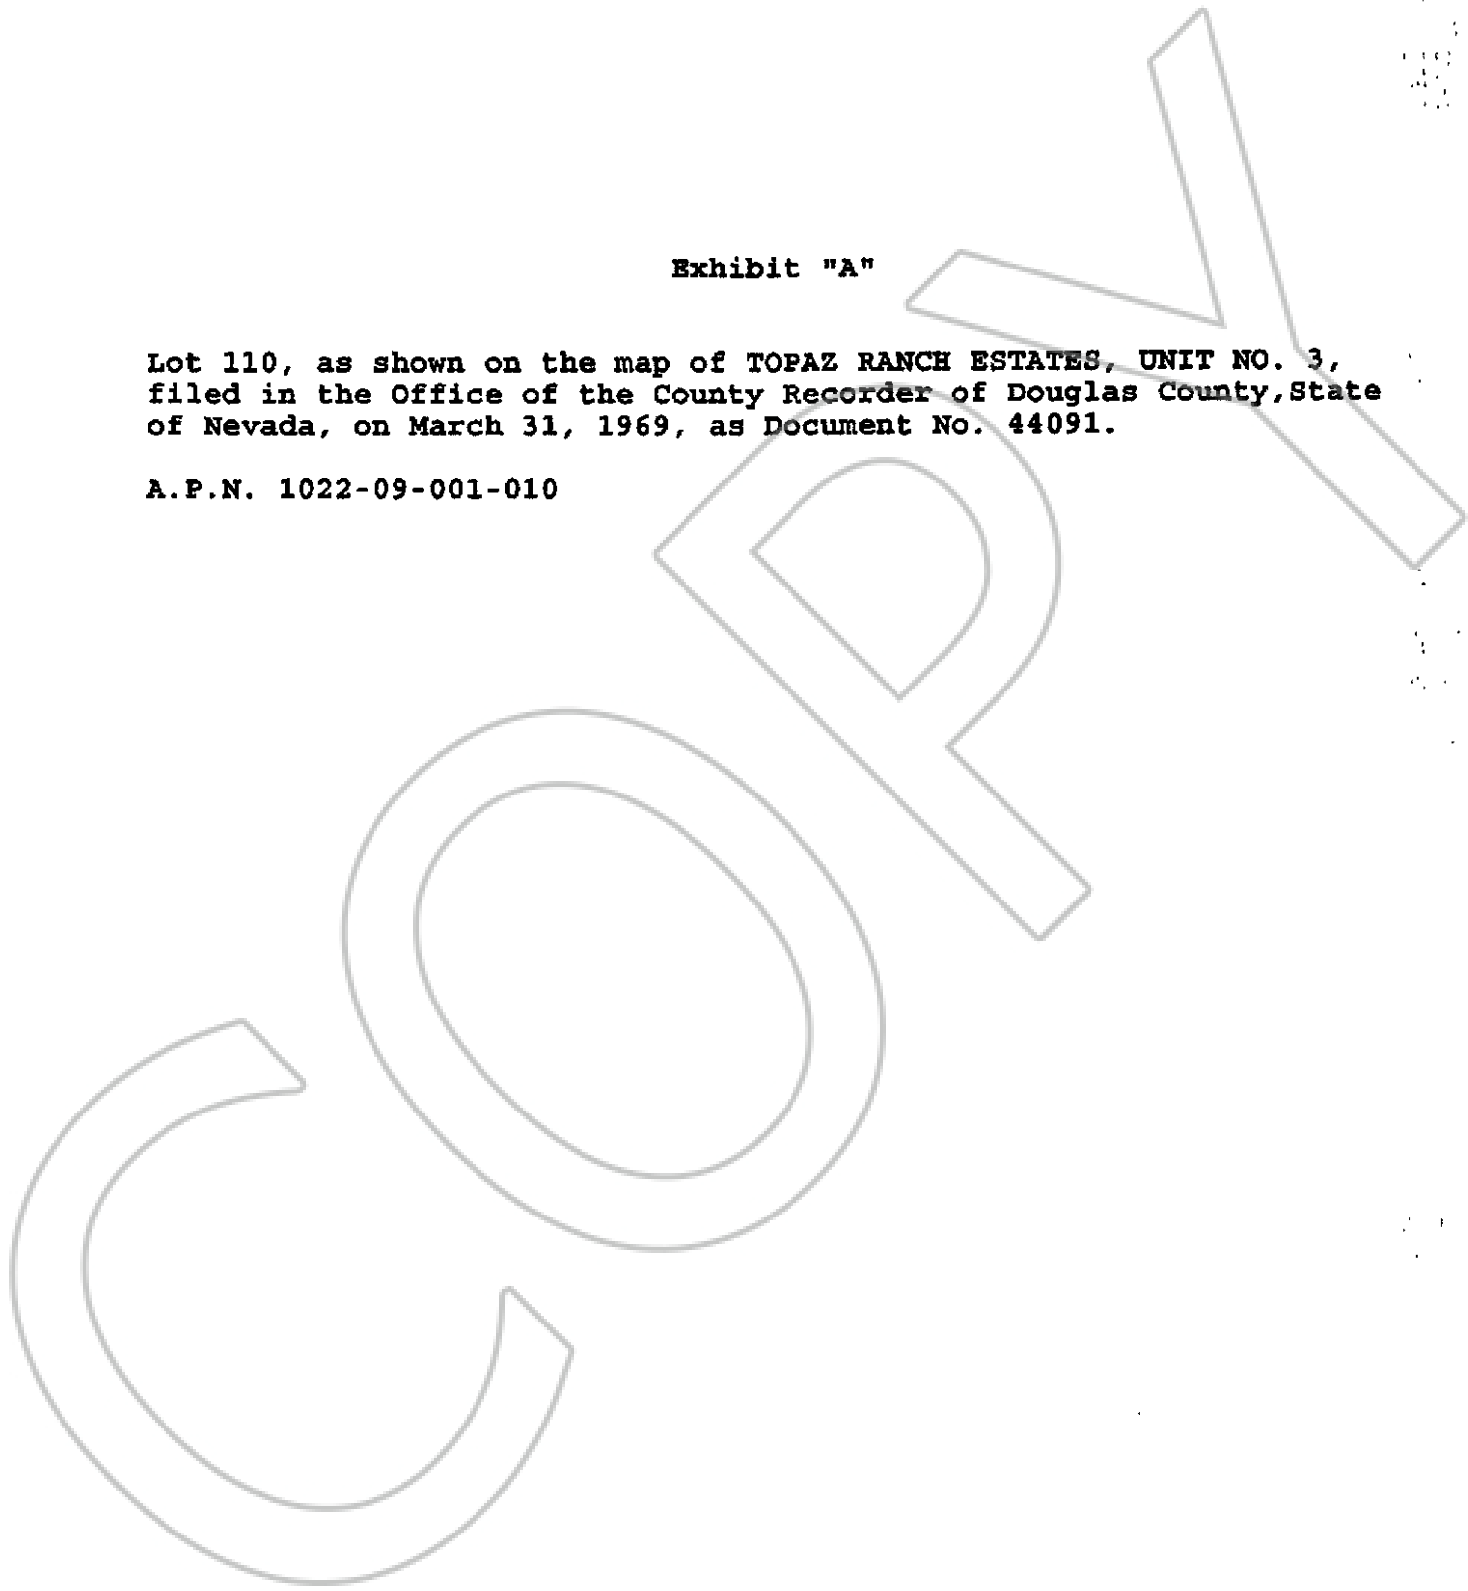 Exhibit "A"
Lot 110, as shown on the map of TOPAZ RANCH ESTATES, UNIT NO. 3,
filed in the Office of the County Recorder of Douglas County,State
of Nevada, on March 31, 1969, as Document No. 44091.
A.P.N. 1022-09-001-010
COPY